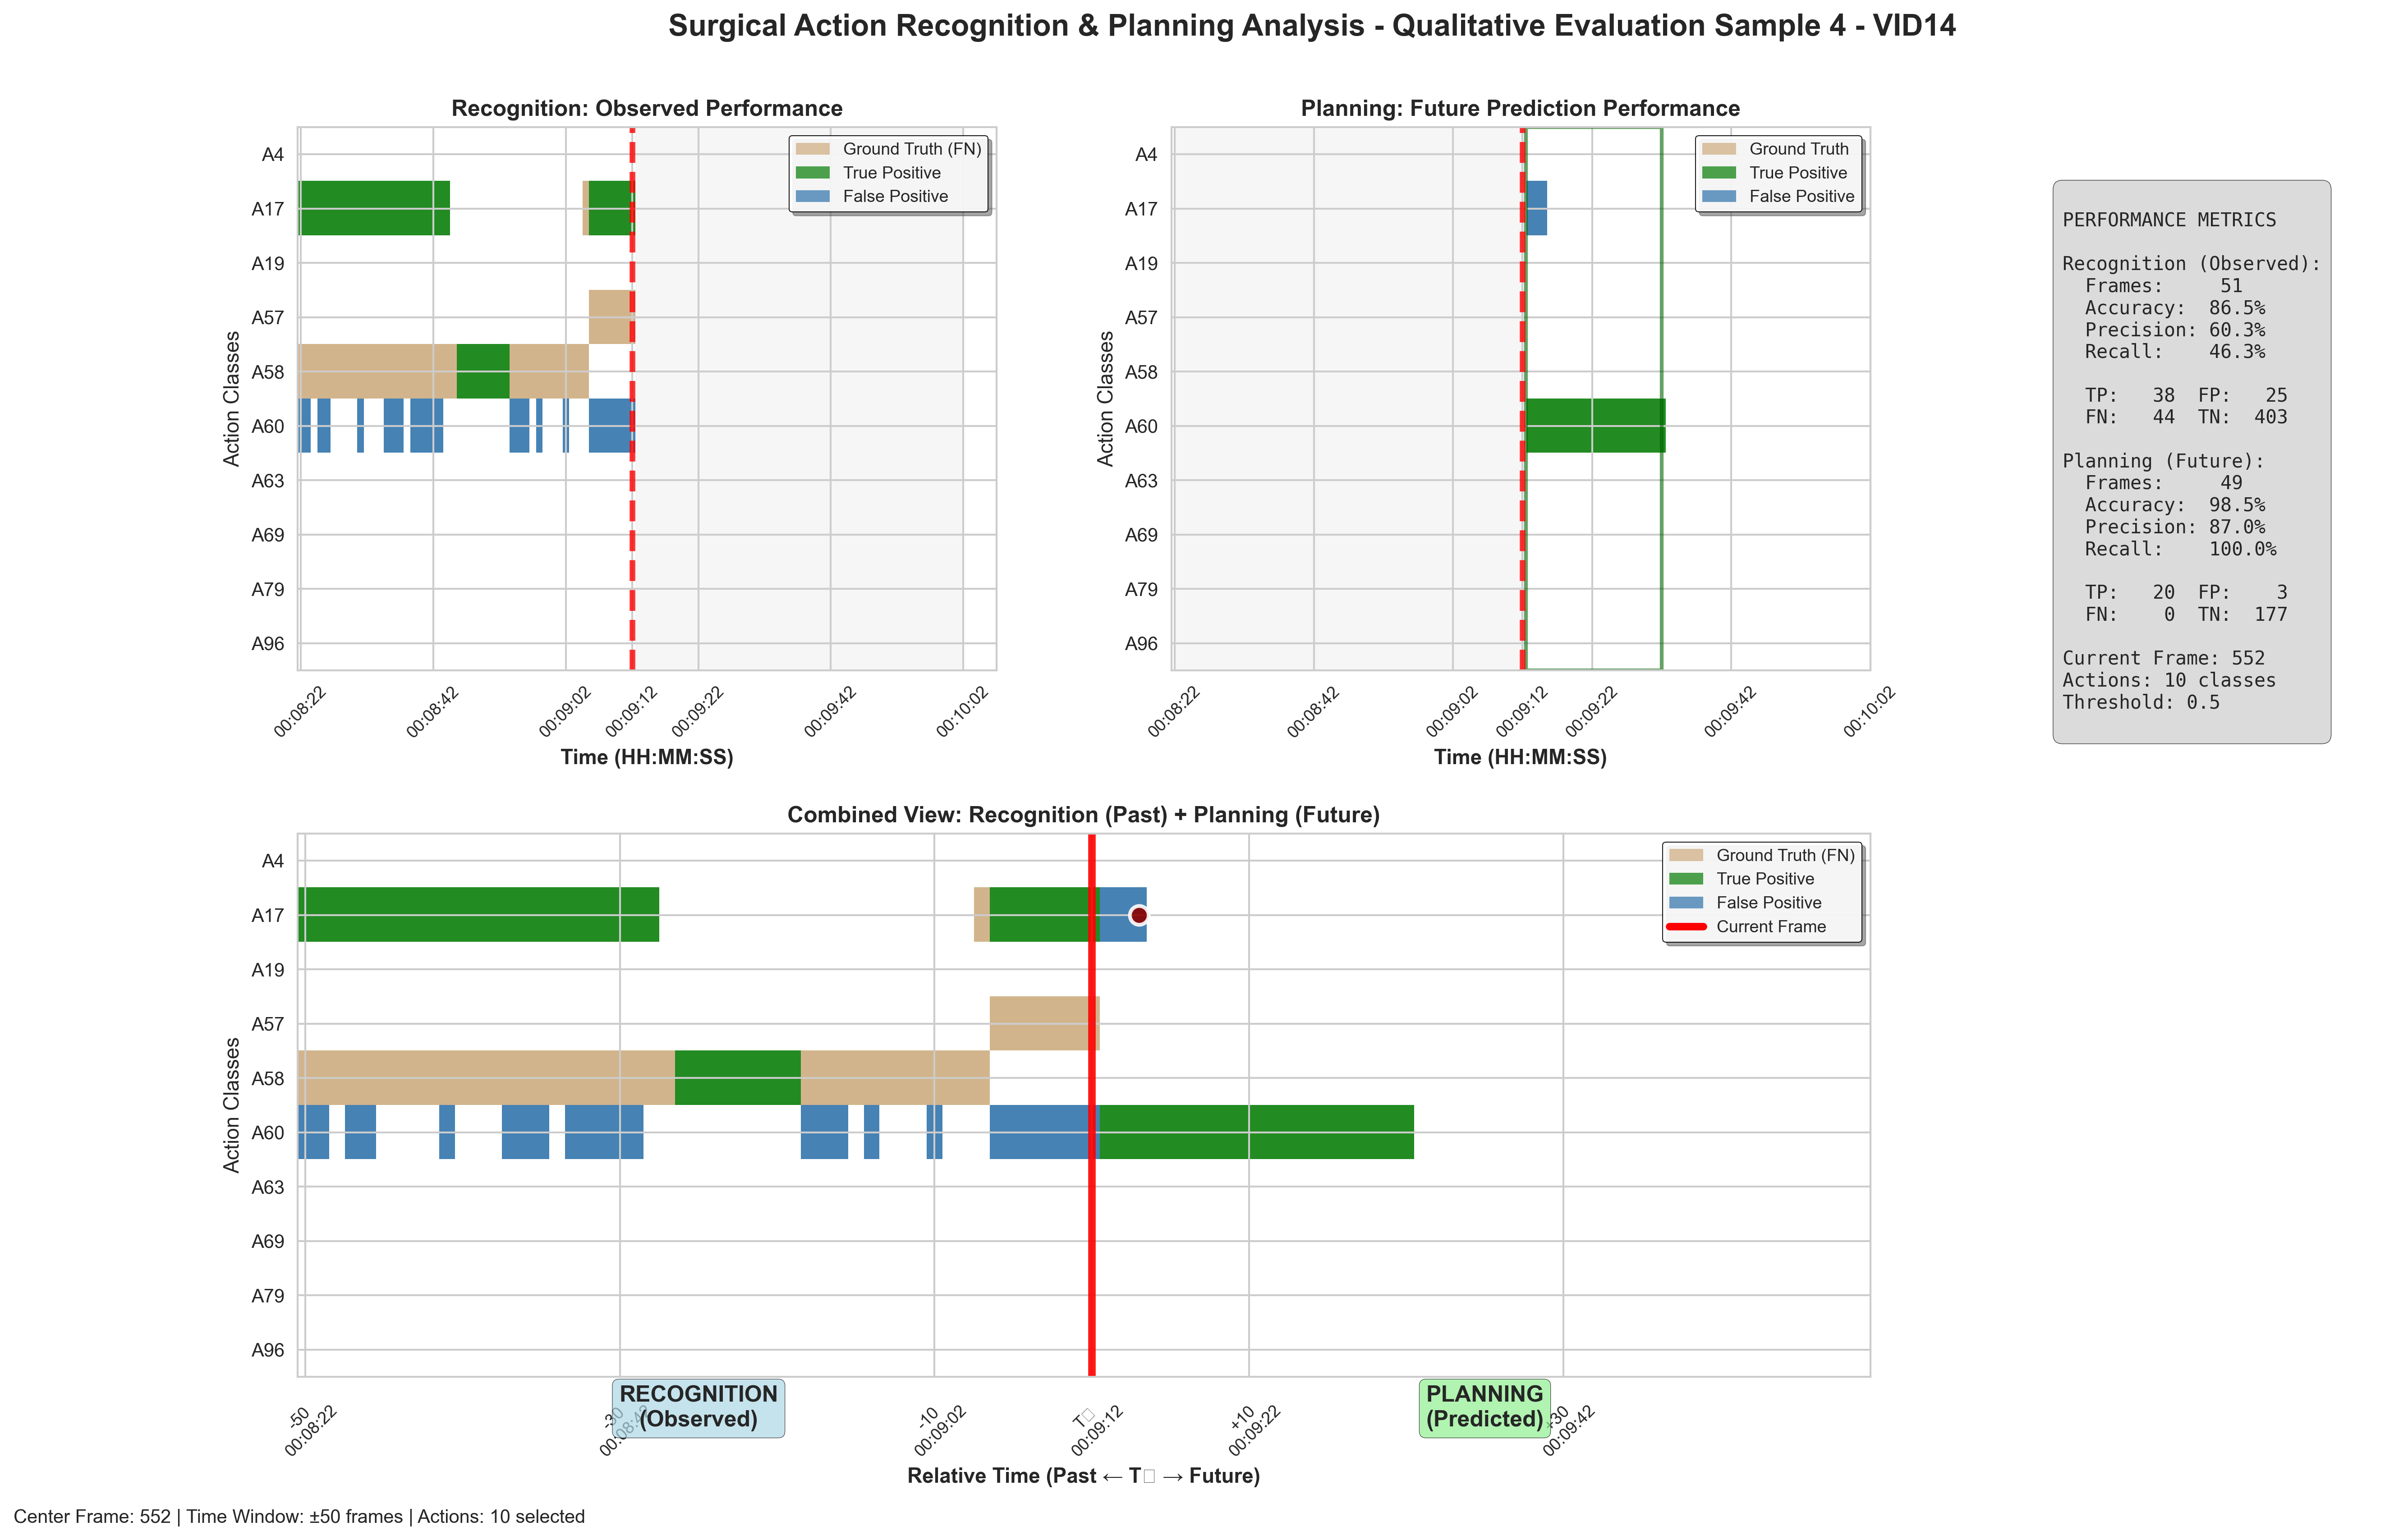 Surgical Action Recognition & Planning Analysis - Qualitative Evaluation Sample 4 - VID14
Recognition: Observed Performance
Ground Truth (FN)
True Positive
False Positive
Action Classes
A4
A17
A19
A57
A58
A60
A63
A69
A79
A96
00:08:22
00:08:42
00:09:02
00:09:12
00:09:22
00:09:42
00:10:02
Time (HH:MM:SS)
Planning: Future Prediction Performance
Ground Truth
True Positive
False Positive
Action Classes
A4
A17
A19
A57
A58
A60
A63
A69
A79
A96
00:08:22
00:08:42
00:09:02
00:09:12
00:09:22
00:09:42
00:10:02
Time (HH:MM:SS)
PERFORMANCE METRICS
Recognition (Observed):
Frames: 51
Accuracy: 86.5%
Precision: 60.3%
Recall: 46.3%
TP: 38 FP: 25
FN: 44 TN: 403
Planning (Future):
Frames: 49
Accuracy: 98.5%
Precision: 87.0%
Recall: 100.0%
TP: 20 FP: 3
FN: 0 TN: 177
Current Frame: 552
Actions: 10 classes
Threshold: 0.5
Combined View: Recognition (Past) + Planning (Future)
Ground Truth (FN)
True Positive
False Positive
Current Frame
Action Classes
A4
A17
A19
A57
A58
A60
A63
A69
A79
A96
-50
00:08:22
-30
00:08:42
-10
00:09:02
T□
00:09:12
+10
00:09:22
+30
00:09:42
RECOGNITION
(Observed)
PLANNING
(Predicted)
Relative Time (Past ← T□ → Future)
Center Frame: 552 | Time Window: ±50 frames | Actions: 10 selected